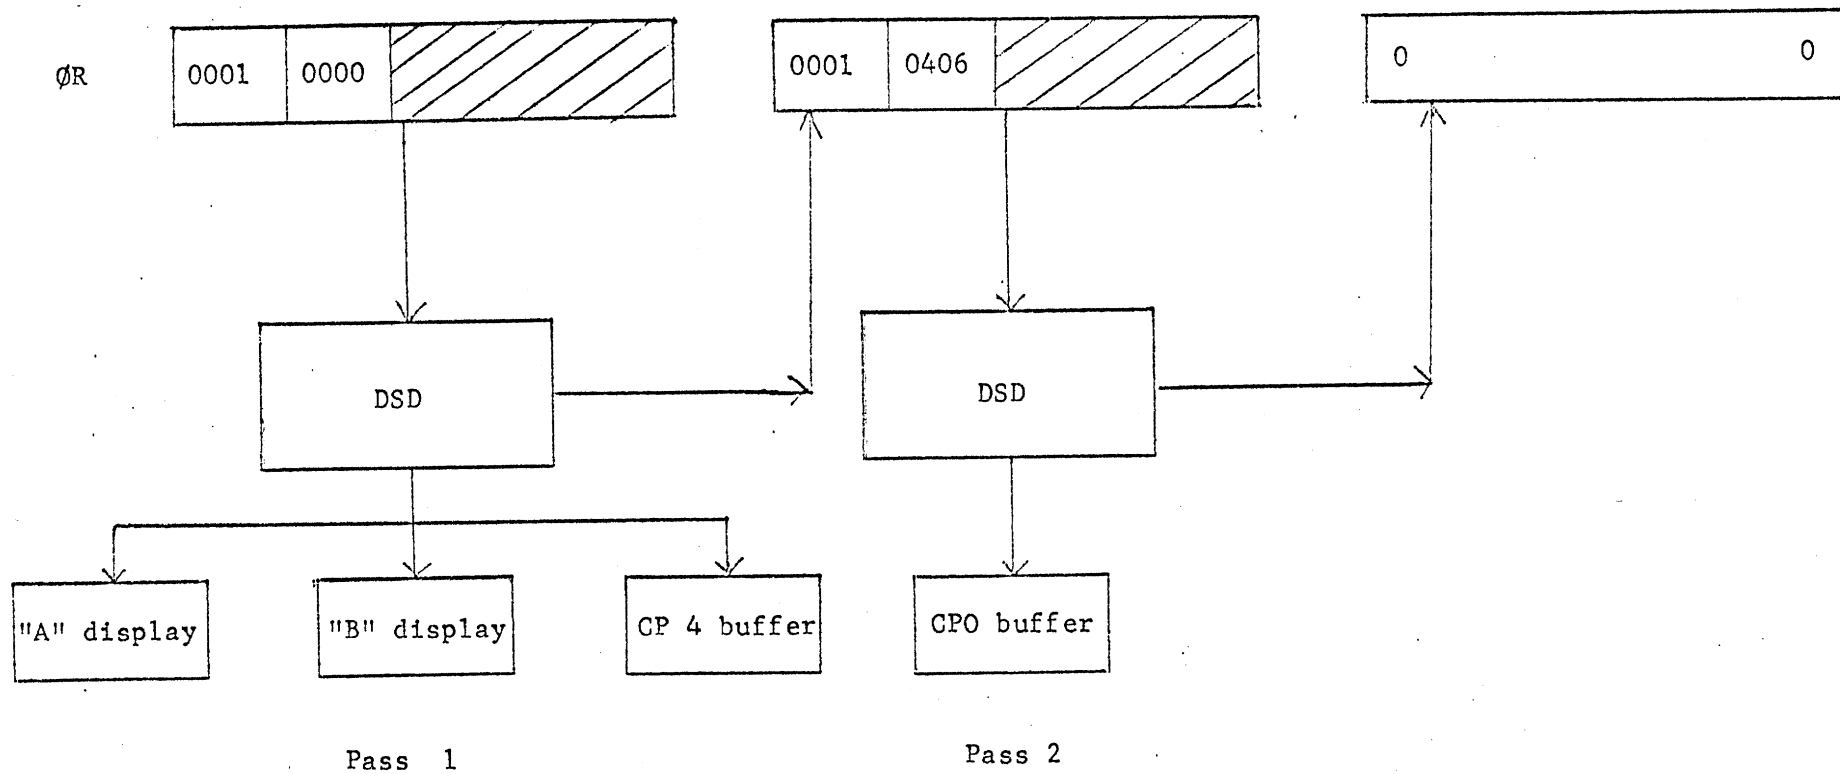 ØR
0001 0000
0001 0406
0 0
DSD
DSD
"A" display
"B" display
CP 4 buffer
CPO buffer
Pass 1
Pass 2